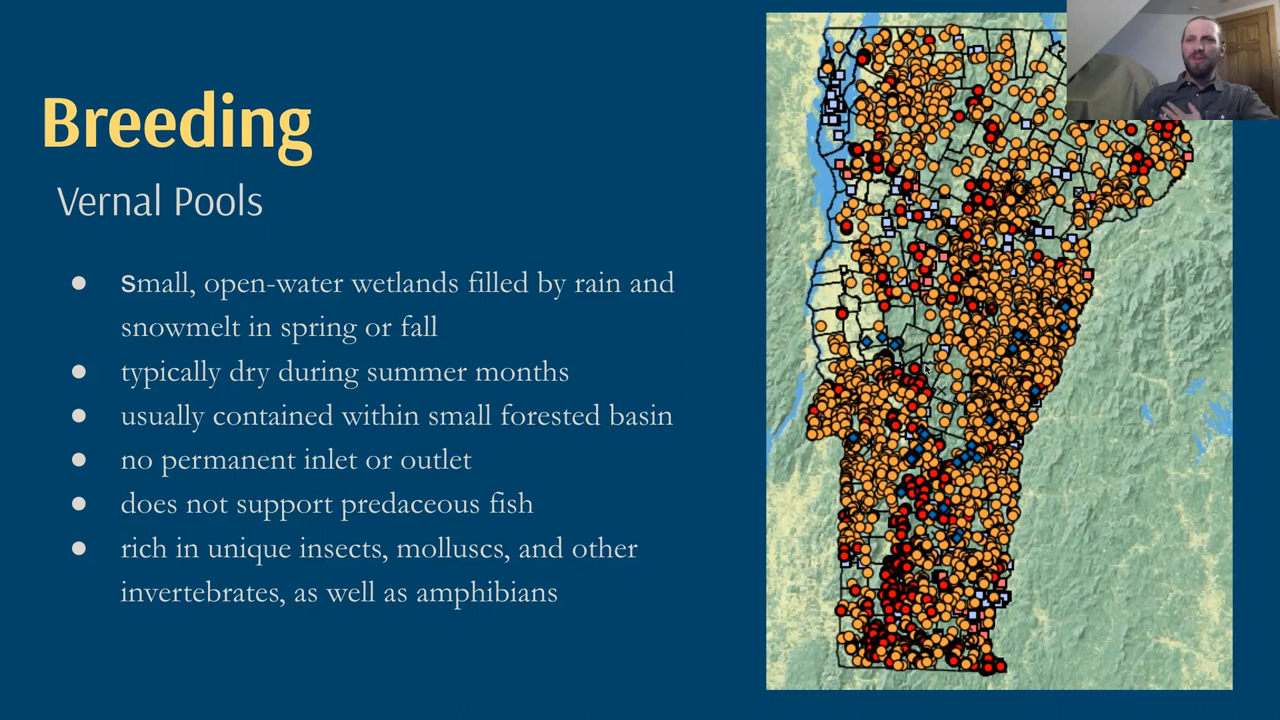 Breeding
Vernal Pools
● Small, open-water wetlands filled by rain and
snowmelt in spring or fall
● typically dry during summer months
● usually contained within small forested basin
● no permanent inlet or outlet
● does not support predaceous fish
● rich in unique insects, molluscs, and other
invertebrates, as well as amphibians